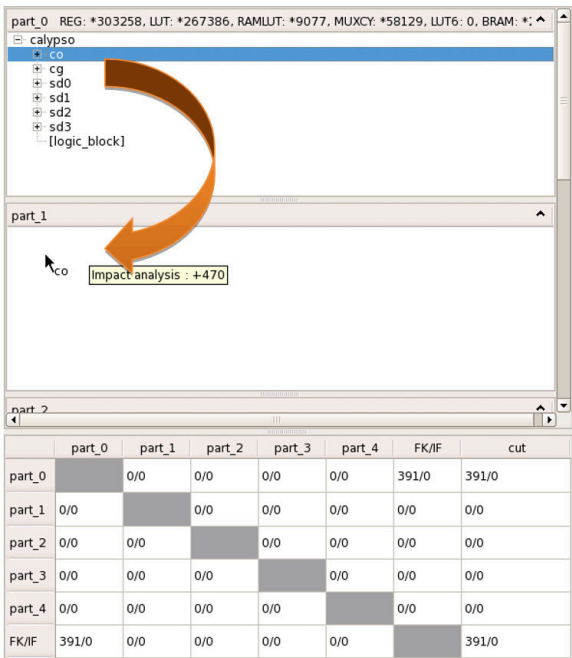 part_0 REG: *303258, LUT: *267386, RAMLUT: *9077, MUXCY: *58129, LUT6: 0, BRAM: *
calypso
co
cg
sd0
sd1
sd2
sd3
[logic_block]
part_1
co
Impact analysis : +470
part_2
part_0 part_1 part_2 part_3 part_4 FK/IF cut
part_0 0/0 0/0 0/0 0/0 391/0 391/0
part_1 0/0 0/0 0/0 0/0 0/0 0/0
part_2 0/0 0/0 0/0 0/0 0/0 0/0
part_3 0/0 0/0 0/0 0/0 0/0 0/0
part_4 0/0 0/0 0/0 0/0 0/0 0/0
FK/IF 391/0 0/0 0/0 0/0 0/0 391/0